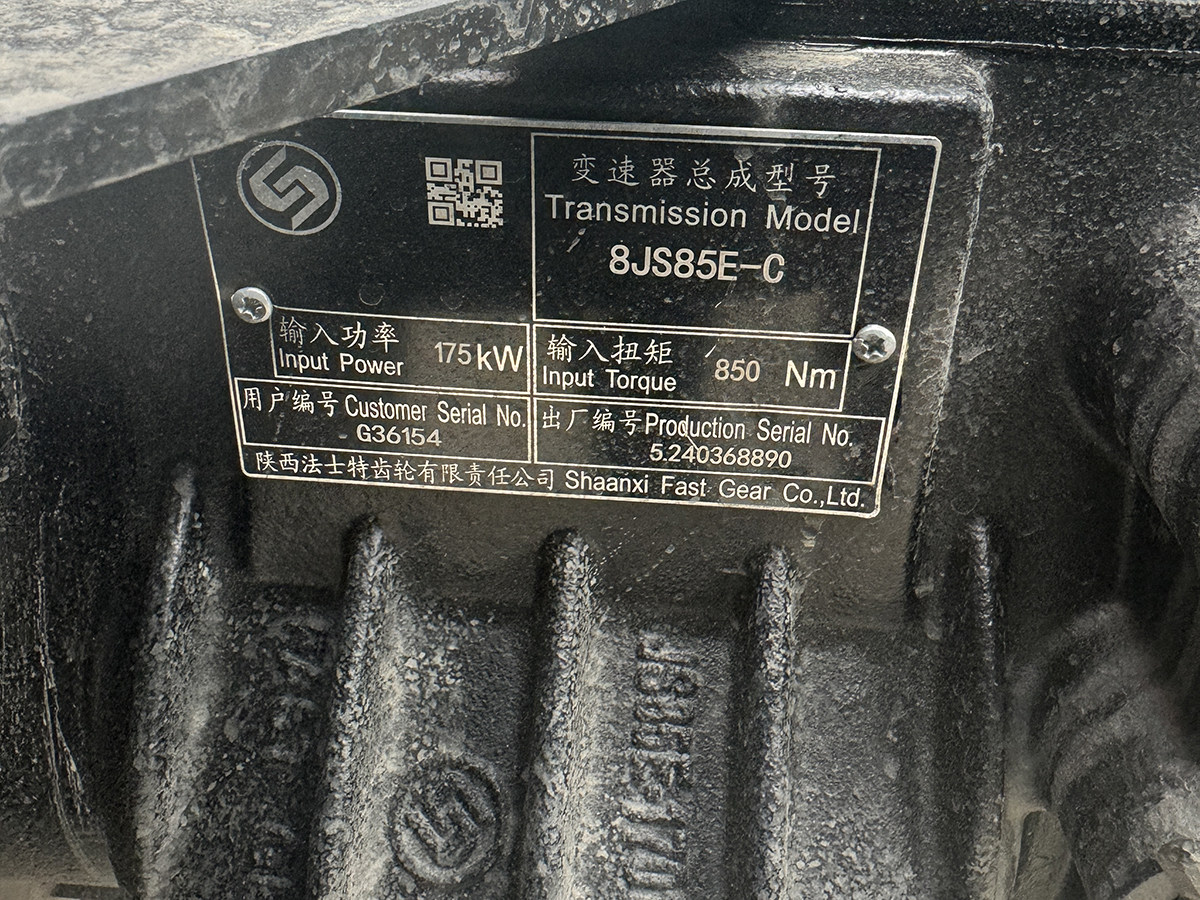 变速器总成型号
Transmission Model
8JS85E-C
输入功率
Input Power 175 kW
输入扭矩
Input Torque 850 Nm
用户编号 Customer Serial No.
G36154
出厂编号 Production Serial No.
5.240368890
陕西法士特齿轮有限责任公司 Shaanxi Fast Gear Co.,Ltd.